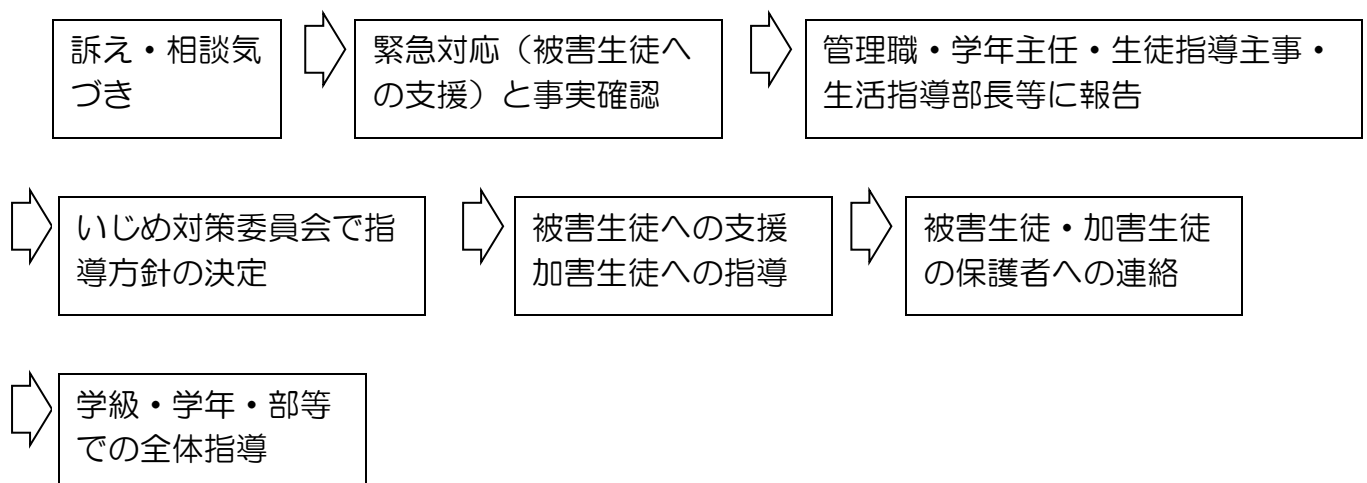 訴え・相談気
づき
緊急対応（被害生徒へ
の支援）と事実確認
管理職・学年主任・生徒指導主事・
生活指導部長等に報告
いじめ対策委員会で指
導方針の決定
被害生徒への支援
加害生徒への指導
被害生徒・加害生徒
の保護者への連絡
学級・学年・部等
での全体指導